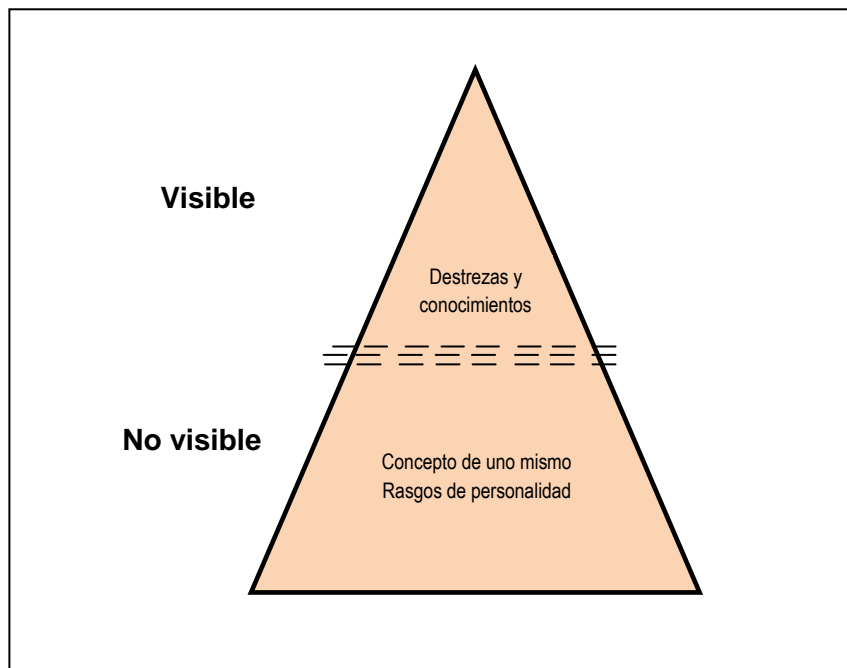 Visible
Destrezas y
conocimientos
No visible
Concepto de uno mismo
Rasgos de personalidad